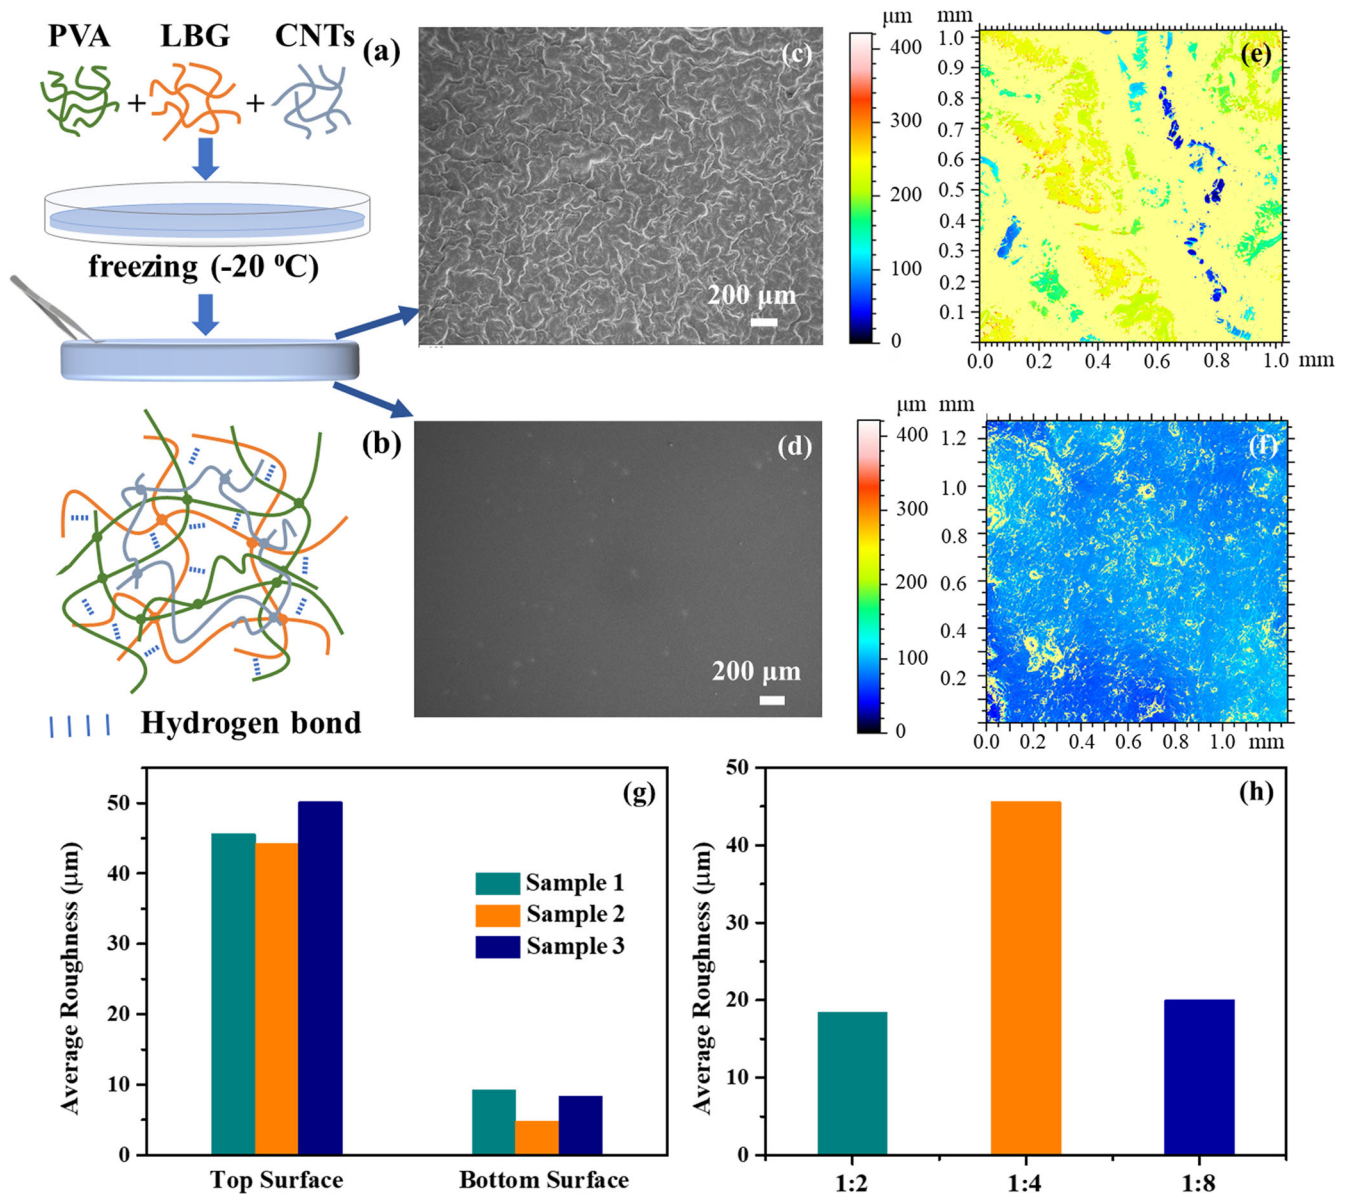 PVA
LBG
CNTs
(a)
+
+
freezing (-20 ⁰C)
(b)
Hydrogen bond
(c)
200 μm
(d)
200 μm
μm
mm
400
300
200
100
0
(e)
1.0
0.9
0.8
0.7
0.6
0.5
0.4
0.3
0.2
0.1
0.0
0.2
0.4
0.6
0.8
1.0
mm
μm
mm
400
300
200
100
0
(f)
1.2
1.0
0.8
0.6
0.4
0.2
0.0
0.2
0.4
0.6
0.8
1.0
mm
(g)
Average Roughness (μm)
50
40
30
20
10
0
Sample 1
Sample 2
Sample 3
Top Surface
Bottom Surface
(h)
Average Roughness (μm)
50
40
30
20
10
0
1:2
1:4
1:8